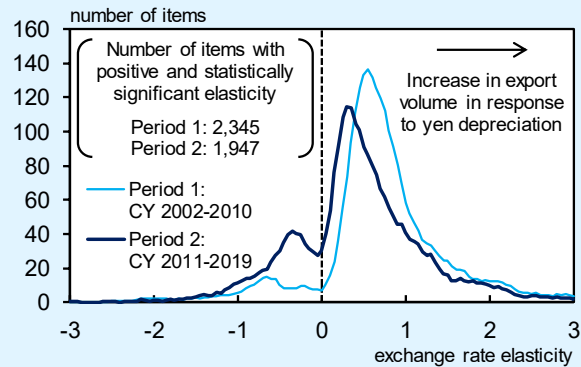 number of items
160
140
120
100
80
60
40
20
0
Number of items with
positive and statistically
significant elasticity
Period 1: 2,345
Period 2: 1,947
Increase in export
volume in response
to yen depreciation
Period 1:
CY 2002-2010
Period 2:
CY 2011-2019
-3 -2 -1 0 1 2 3
exchange rate elasticity